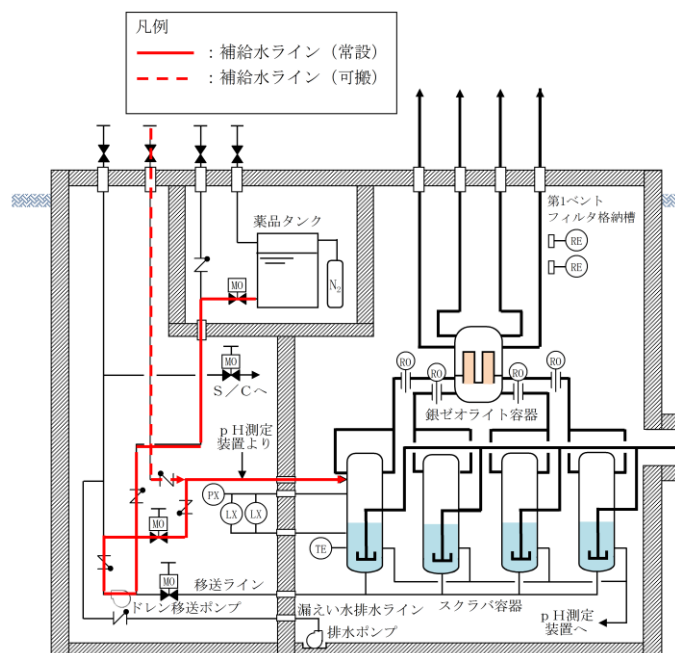 凡例
：補給水ライン（常設）
：補給水ライン（可搬）
第1ベント
フィルタ格納槽
RE
RE
薬品タンク
N2
MO
MO
S／Cへ
RO
RO
RO
RO
銀ゼオライト容器
ｐH測定
装置より
PX
LX
LX
MO
TE
MO
移送ライン
ドレン移送ポンプ
漏えい水排水ライン
スクラバ容器
排水ポンプ
ｐH測定
装置へ